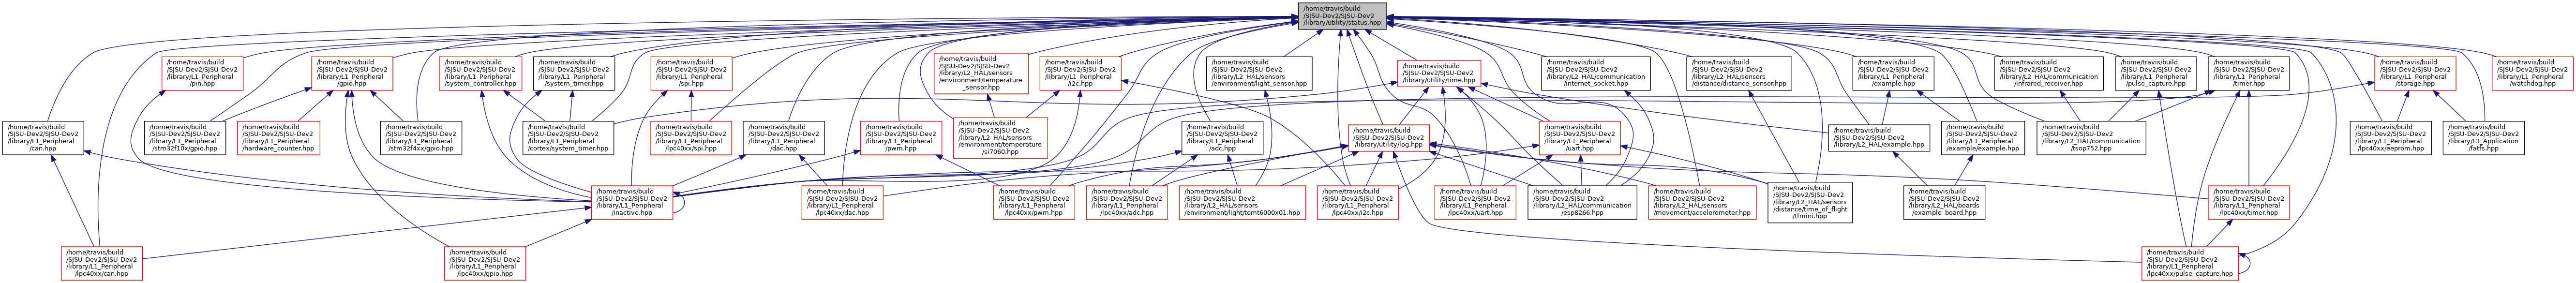 /home/travis/build
/SJSU-Dev2/SJSU-Dev2
/library/utility/status.hpp
/home/travis/build
/SJSU-Dev2/SJSU-Dev2
/library/L1_Peripheral
/pin.hpp
/home/travis/build
/SJSU-Dev2/SJSU-Dev2
/library/L1_Peripheral
/gpio.hpp
/home/travis/build
/SJSU-Dev2/SJSU-Dev2
/library/L1_Peripheral
/system_controller.hpp
/home/travis/build
/SJSU-Dev2/SJSU-Dev2
/library/L1_Peripheral
/system_timer.hpp
/home/travis/build
/SJSU-Dev2/SJSU-Dev2
/library/L1_Peripheral
/spi.hpp
/home/travis/build
/SJSU-Dev2/SJSU-Dev2
/library/L2_HAL/sensors
/environment/temperature
_sensor.hpp
/home/travis/build
/SJSU-Dev2/SJSU-Dev2
/library/L1_Peripheral
/i2c.hpp
/home/travis/build
/SJSU-Dev2/SJSU-Dev2
/library/L2_HAL/sensors
/environment/light_sensor.hpp
/home/travis/build
/SJSU-Dev2/SJSU-Dev2
/library/utility/time.hpp
/home/travis/build
/SJSU-Dev2/SJSU-Dev2
/library/L2_HAL/communication
/internet_socket.hpp
/home/travis/build
/SJSU-Dev2/SJSU-Dev2
/library/L2_HAL/sensors
/distance/distance_sensor.hpp
/home/travis/build
/SJSU-Dev2/SJSU-Dev2
/library/L1_Peripheral
/example.hpp
/home/travis/build
/SJSU-Dev2/SJSU-Dev2
/library/L2_HAL/communication
/infrared_receiver.hpp
/home/travis/build
/SJSU-Dev2/SJSU-Dev2
/library/L1_Peripheral
/pulse_capture.hpp
/home/travis/build
/SJSU-Dev2/SJSU-Dev2
/library/L1_Peripheral
/timer.hpp
/home/travis/build
/SJSU-Dev2/SJSU-Dev2
/library/L1_Peripheral
/storage.hpp
/home/travis/build
/SJSU-Dev2/SJSU-Dev2
/library/L1_Peripheral
/watchdog.hpp
/home/travis/build
/SJSU-Dev2/SJSU-Dev2
/library/L1_Peripheral
/can.hpp
/home/travis/build
/SJSU-Dev2/SJSU-Dev2
/library/L1_Peripheral
/stm32f10x/gpio.hpp
/home/travis/build
/SJSU-Dev2/SJSU-Dev2
/library/L1_Peripheral
/hardware_counter.hpp
/home/travis/build
/SJSU-Dev2/SJSU-Dev2
/library/L1_Peripheral
/stm32f4xx/gpio.hpp
/home/travis/build
/SJSU-Dev2/SJSU-Dev2
/library/L1_Peripheral
/cortex/system_timer.hpp
/home/travis/build
/SJSU-Dev2/SJSU-Dev2
/library/L1_Peripheral
/lpc40xx/spi.hpp
/home/travis/build
/SJSU-Dev2/SJSU-Dev2
/library/L1_Peripheral
/dac.hpp
/home/travis/build
/SJSU-Dev2/SJSU-Dev2
/library/L1_Peripheral
/pwm.hpp
/home/travis/build
/SJSU-Dev2/SJSU-Dev2
/library/L2_HAL/sensors
/environment/temperature
/si7060.hpp
/home/travis/build
/SJSU-Dev2/SJSU-Dev2
/library/L1_Peripheral
/adc.hpp
/home/travis/build
/SJSU-Dev2/SJSU-Dev2
/library/utility/log.hpp
/home/travis/build
/SJSU-Dev2/SJSU-Dev2
/library/L1_Peripheral
/uart.hpp
/home/travis/build
/SJSU-Dev2/SJSU-Dev2
/library/L2_HAL/example.hpp
/home/travis/build
/SJSU-Dev2/SJSU-Dev2
/library/L1_Peripheral
/example/example.hpp
/home/travis/build
/SJSU-Dev2/SJSU-Dev2
/library/L2_HAL/communication
/tsop752.hpp
/home/travis/build
/SJSU-Dev2/SJSU-Dev2
/library/L1_Peripheral
/lpc40xx/eeprom.hpp
/home/travis/build
/SJSU-Dev2/SJSU-Dev2
/library/L3_Application
/fatfs.hpp
/home/travis/build
/SJSU-Dev2/SJSU-Dev2
/library/L1_Peripheral
/inactive.hpp
/home/travis/build
/SJSU-Dev2/SJSU-Dev2
/library/L1_Peripheral
/lpc40xx/dac.hpp
/home/travis/build
/SJSU-Dev2/SJSU-Dev2
/library/L1_Peripheral
/lpc40xx/pwm.hpp
/home/travis/build
/SJSU-Dev2/SJSU-Dev2
/library/L1_Peripheral
/lpc40xx/adc.hpp
/home/travis/build
/SJSU-Dev2/SJSU-Dev2
/library/L2_HAL/sensors
/environment/light/temt6000x01.hpp
/home/travis/build
/SJSU-Dev2/SJSU-Dev2
/library/L1_Peripheral
/lpc40xx/i2c.hpp
/home/travis/build
/SJSU-Dev2/SJSU-Dev2
/library/L1_Peripheral
/lpc40xx/uart.hpp
/home/travis/build
/SJSU-Dev2/SJSU-Dev2
/library/L2_HAL/communication
/esp8266.hpp
/home/travis/build
/SJSU-Dev2/SJSU-Dev2
/library/L2_HAL/sensors
/movement/accelerometer.hpp
/home/travis/build
/SJSU-Dev2/SJSU-Dev2
/library/L2_HAL/sensors
/distance/time_of_flight
/tfmini.hpp
/home/travis/build
/SJSU-Dev2/SJSU-Dev2
/library/L2_HAL/boards
/example_board.hpp
/home/travis/build
/SJSU-Dev2/SJSU-Dev2
/library/L1_Peripheral
/lpc40xx/timer.hpp
/home/travis/build
/SJSU-Dev2/SJSU-Dev2
/library/L1_Peripheral
/lpc40xx/can.hpp
/home/travis/build
/SJSU-Dev2/SJSU-Dev2
/library/L1_Peripheral
/lpc40xx/gpio.hpp
/home/travis/build
/SJSU-Dev2/SJSU-Dev2
/library/L1_Peripheral
/lpc40xx/pulse_capture.hpp